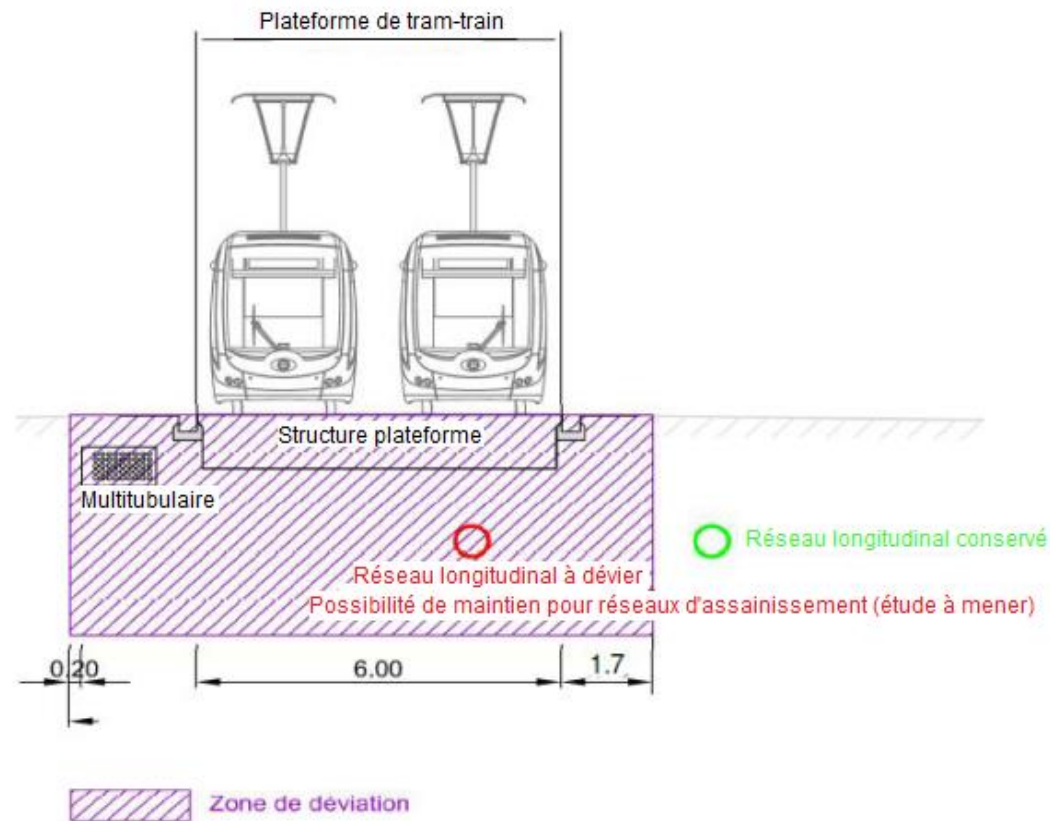 Plateforme de tram-train
Structure plateforme
Multitubulaire
Réseau longitudinal conservé
Réseau longitudinal à dévier
Possibilité de maintien pour réseaux d'assainissement (étude à mener)
0.20
6.00
1.7
Zone de déviation